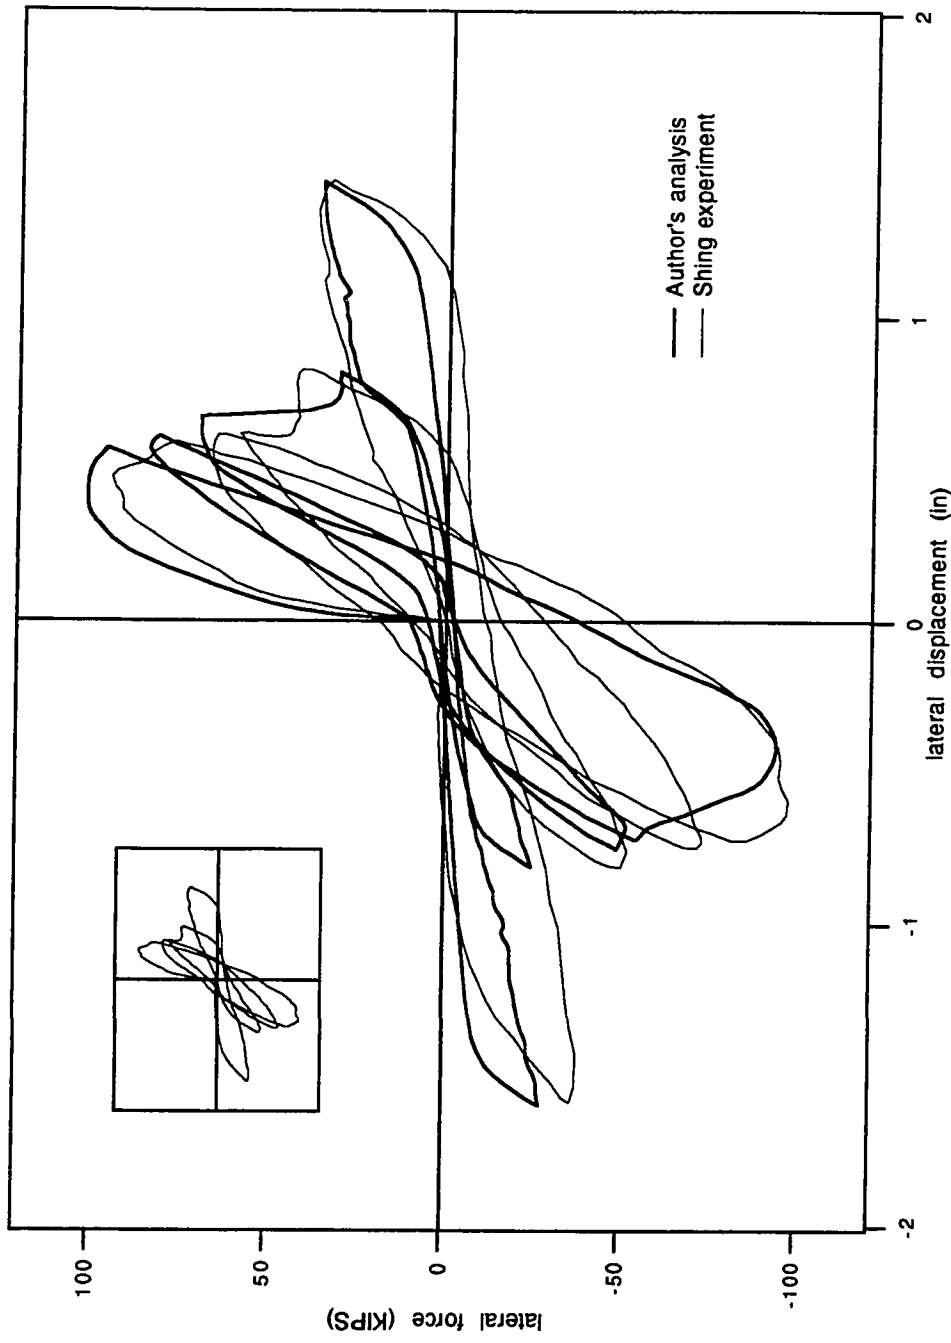 lateral force (KIPS)
100
50
0
-50
-100
-2
-1
0
1
2
lateral displacement (in)
Author's analysis
Shing experiment